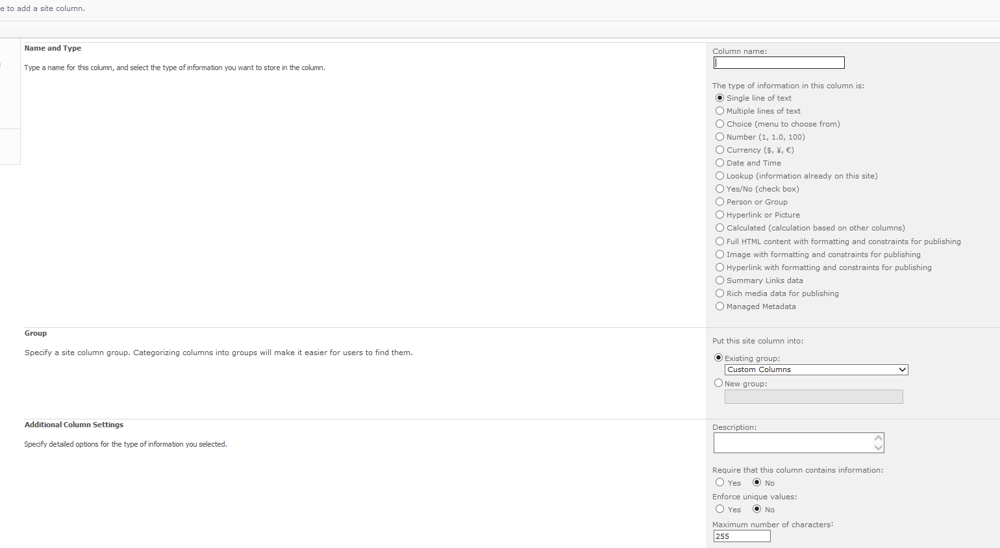 e to add a site column.
Name and Type
Type a name for this column, and select the type of information you want to store in the column.
Column name:
The type of information in this column is:
Single line of text
Multiple lines of text
Choice (menu to choose from)
Number (1, 1.0, 100)
Currency ($, ¥, €)
Date and Time
Lookup (information already on this site)
Yes/No (check box)
Person or Group
Hyperlink or Picture
Calculated (calculation based on other columns)
Full HTML content with formatting and constraints for publishing
Image with formatting and constraints for publishing
Hyperlink with formatting and constraints for publishing
Summary Links data
Rich media data for publishing
Managed Metadata
Group
Specify a site column group. Categorizing columns into groups will make it easier for users to find them.
Put this site column into:
Existing group:
Custom Columns
New group:
Additional Column Settings
Specify detailed options for the type of information you selected.
Description:
Require that this column contains information:
Yes No
Enforce unique values:
Yes No
Maximum number of characters:
255